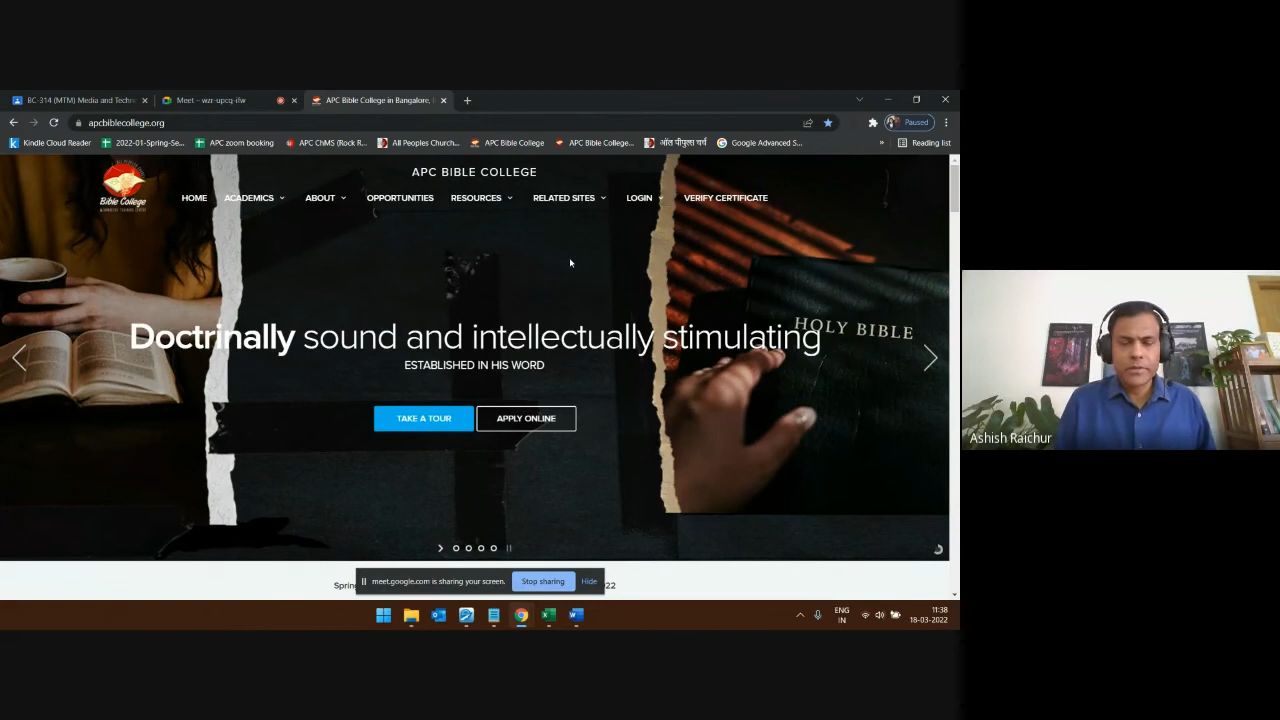 BC-314 (MTM) Media and Techn
Meet – wzr-upcq-ifw
APC Bible College in Bangalore,
apcbiblecollege.org
Paused
Kindle Cloud Reader
2022-01-Spring-Se...
APC zoom booking
APC ChMS (Rock R...
All Peoples Church...
APC Bible College
APC Bible College...
ऑल पीपुल्स चर्च
Google Advanced S...
»
Reading list
APC BIBLE COLLEGE
Bible College
HOME
ACADEMICS
ABOUT
OPPORTUNITIES
RESOURCES
RELATED SITES
LOGIN
VERIFY CERTIFICATE
HOLY BIBLE
Doctrinally sound and intellectually stimulating
ESTABLISHED IN HIS WORD
TAKE A TOUR
APPLY ONLINE
Ashish Raichur
meet.google.com is sharing your screen.
Stop sharing
Hide
Sprin
22
ENG
IN
11:38
18-03-2022